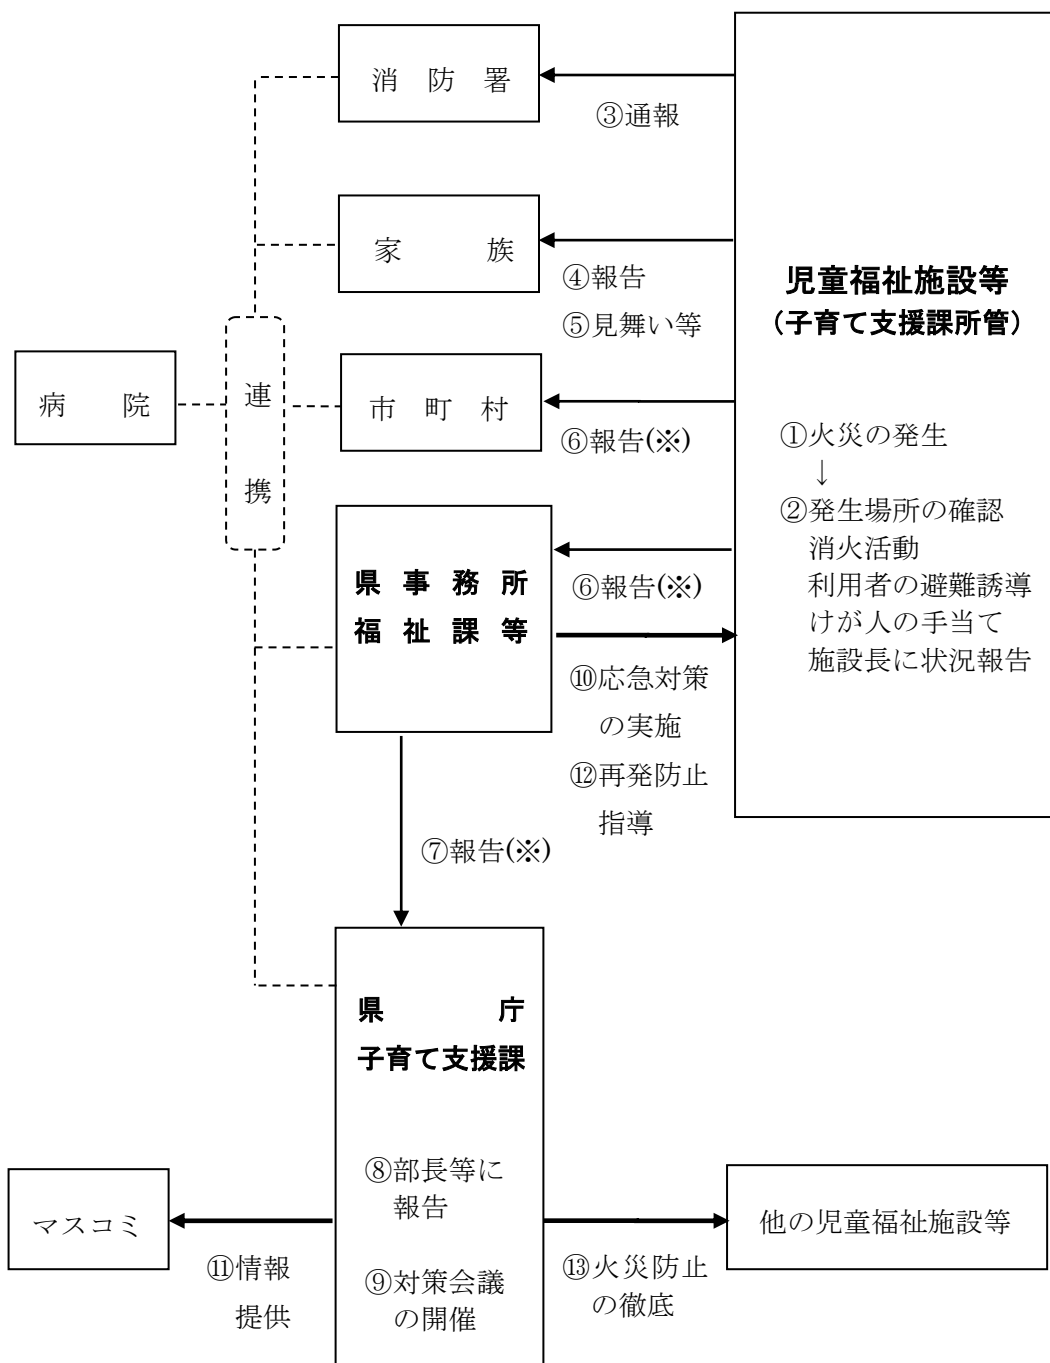 消　防　署
③通報
家　　　族
④報告
⑤見舞い等
児童福祉施設等
（子育て支援課所管）
病　　院
連
携
市　町　村
⑥報告(※)
①火災の発生
↓
②発生場所の確認
消火活動
利用者の避難誘導
けが人の手当て
施設長に状況報告
県　事　務　所
福　祉　課　等
⑥報告(※)
⑩応急対策
の実施
⑫再発防止
指導
⑦報告(※)
県　　　　庁
子育て支援課
⑧部長等に
報告
⑨対策会議
の開催
マスコミ
⑪情報
提供
他の児童福祉施設等
⑬火災防止
の徹底